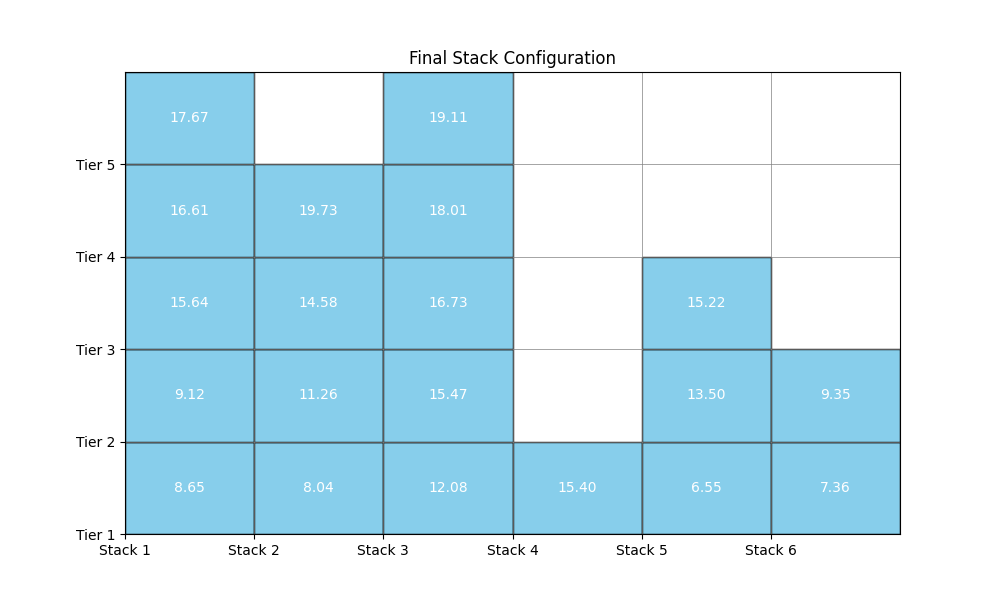 Final Stack Configuration
17.67 19.11
Tier 5
16.61 19.73 18.01
Tier 4
15.64 14.58 16.73 15.22
Tier 3
9.12 11.26 15.47 13.50 9.35
Tier 2
8.65 8.04 12.08 15.40 6.55 7.36
Tier 1
Stack 1 Stack 2 Stack 3 Stack 4 Stack 5 Stack 6